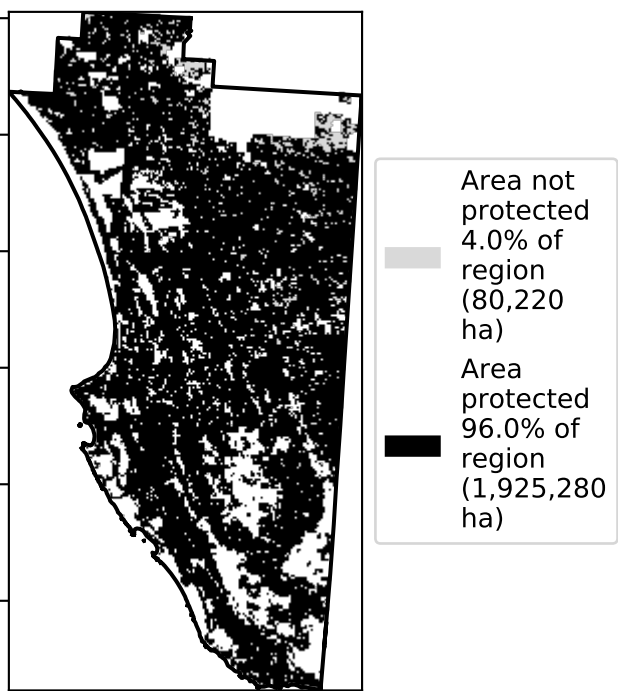 Area not
protected
4.0% of
region
(80,220
ha)
Area
protected
96.0% of
region
(1,925,280
ha)